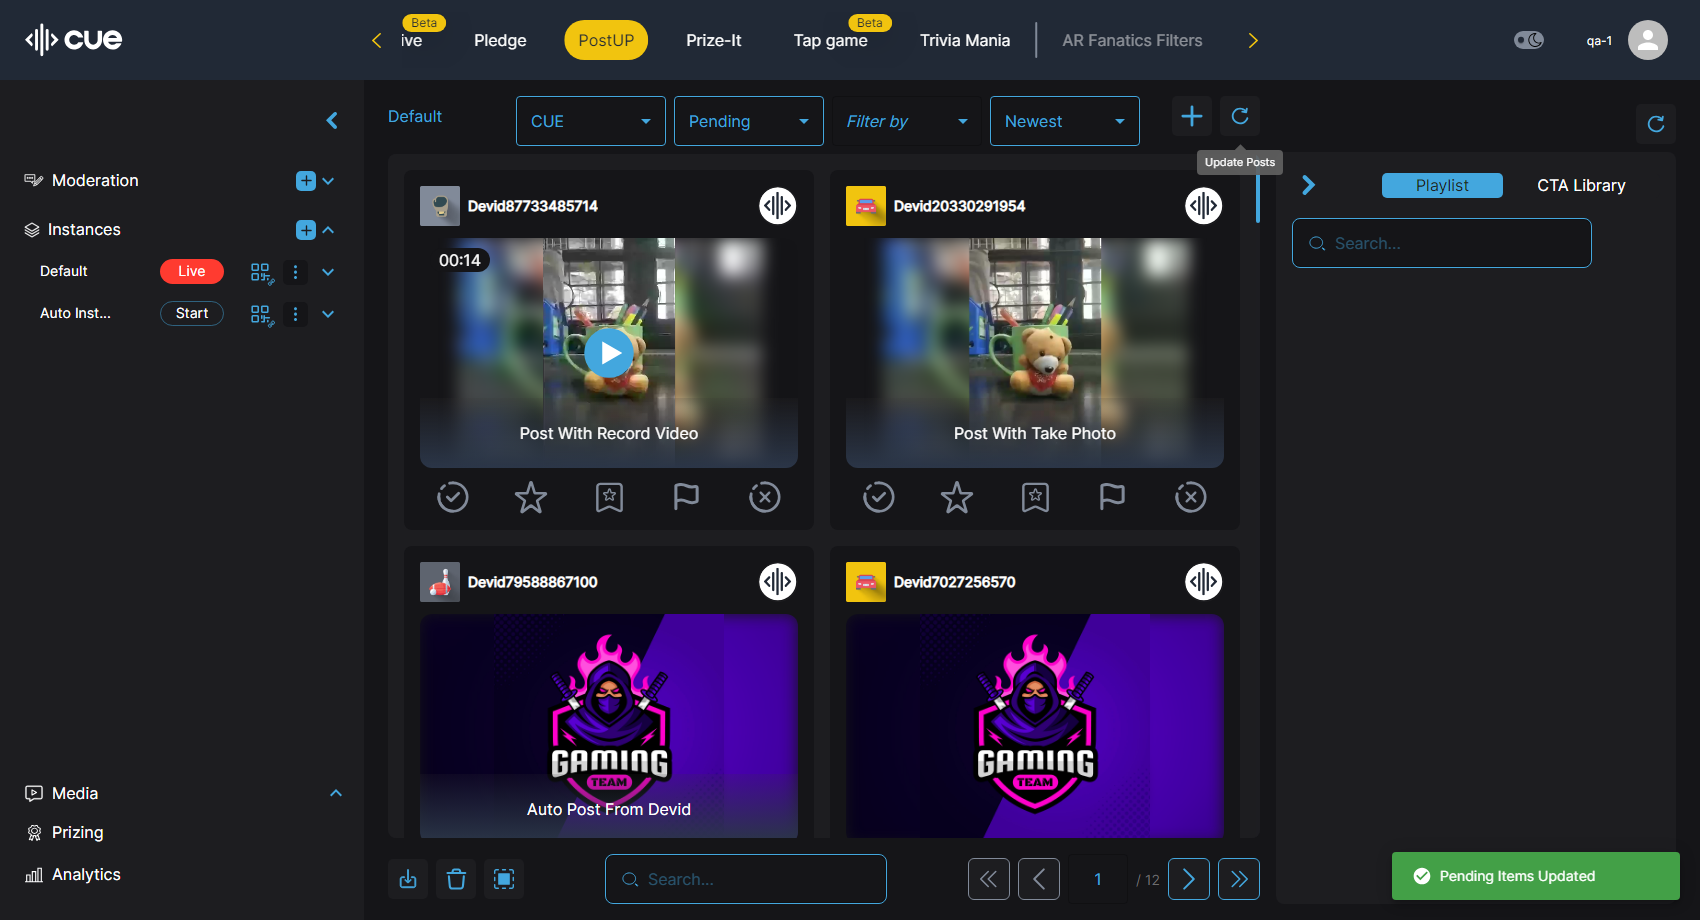 cue
Beta
ive
Pledge
PostUP
Prize-It
Beta
Tap game
Trivia Mania
AR Fanatics Filters
qa-1
Default
CUE
Pending
Filter by
Newest
Update Posts
Moderation
Instances
Default
Live
Auto Inst...
Start
Devid87733485714
00:14
Post With Record Video
Devid20330291954
Post With Take Photo
Devid79588867100
GAMING
TEAM
Auto Post From Devid
Devid7027256570
GAMING
TEAM
Playlist
CTA Library
Search...
Media
Prizing
Analytics
Search...
1
/ 12
Pending Items Updated